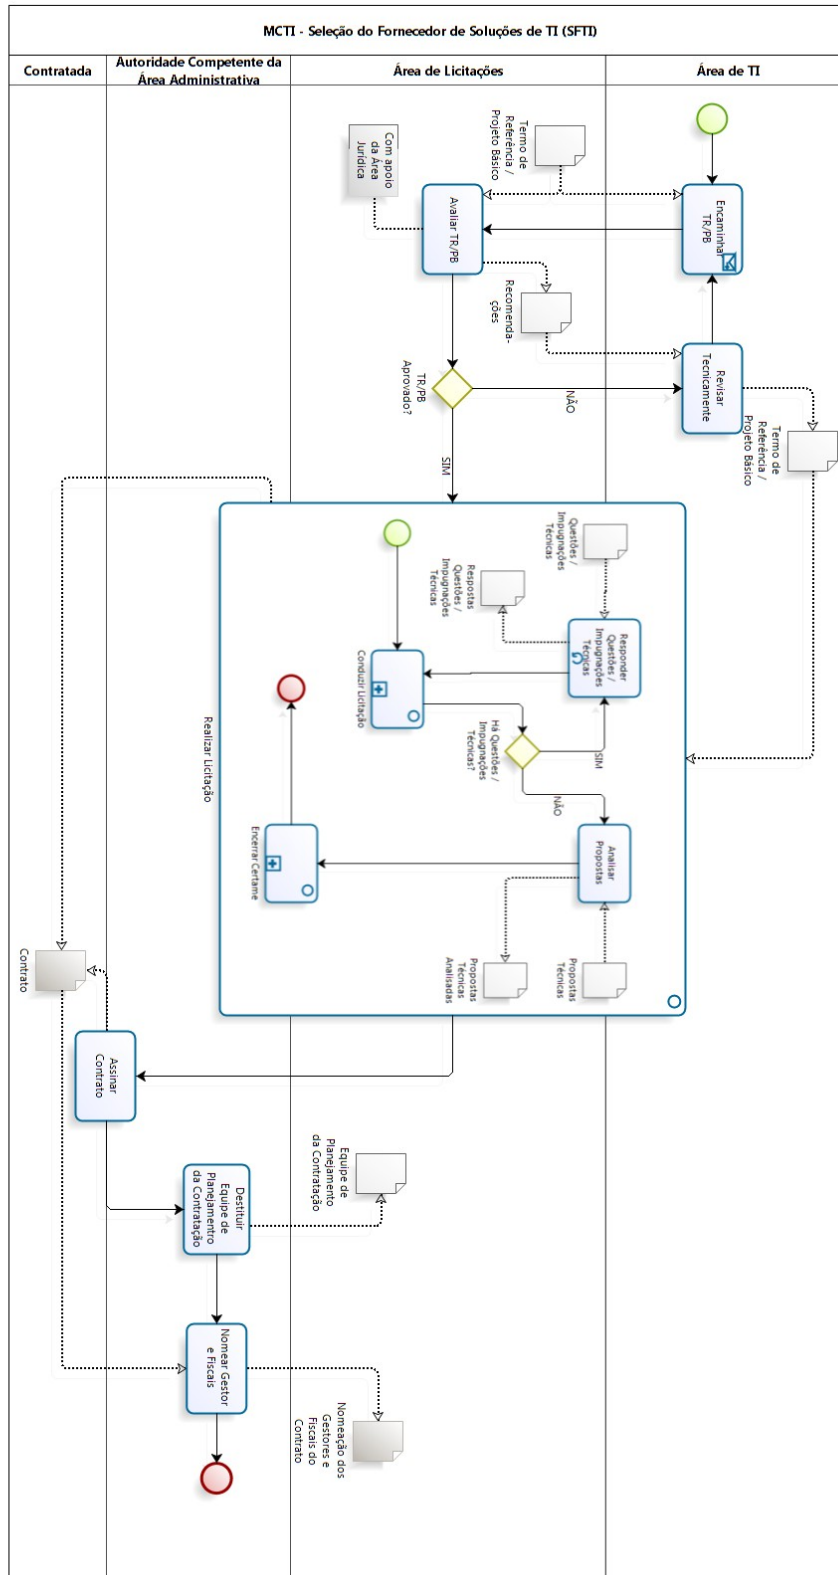 MCTI - Seleção do Fornecedor de Soluções de TI (SFTI)
Contratada
Autoridade Competente da
Área Administrativa
Área de Licitações
Área de TI
Termo de
Referência /
Projeto Básico
Com apoio
da Área
Jurídica
Encaminhar
TR/PB
Avaliar TR/PB
Recomenda-
ções
Revisar
Tecnicamente
TR/PB
Aprovado?
NÃO
Termo de
Referência /
Projeto Básico
SIM
Questões /
Impugnações
Técnicas
Respostas
Questões /
Impugnações
Técnicas
Responder
Questões /
Impugnações
Técnicas
Conduzir Licitação
Há Questões /
Impugnações
Técnicas?
SIM
NÃO
Realizar Licitação
Analisar
Propostas
Encerrar Certame
Propostas
Técnicas
Analisadas
Propostas
Técnicas
Contrato
Assinar
Contrato
Equipe de
Planejamento
da Contratação
Destituir
Equipe de
Planejamentro
da Contratação
Nomear Gestor
e Fiscais
Nomeação dos
Gestores e
Fiscais do
Contrato